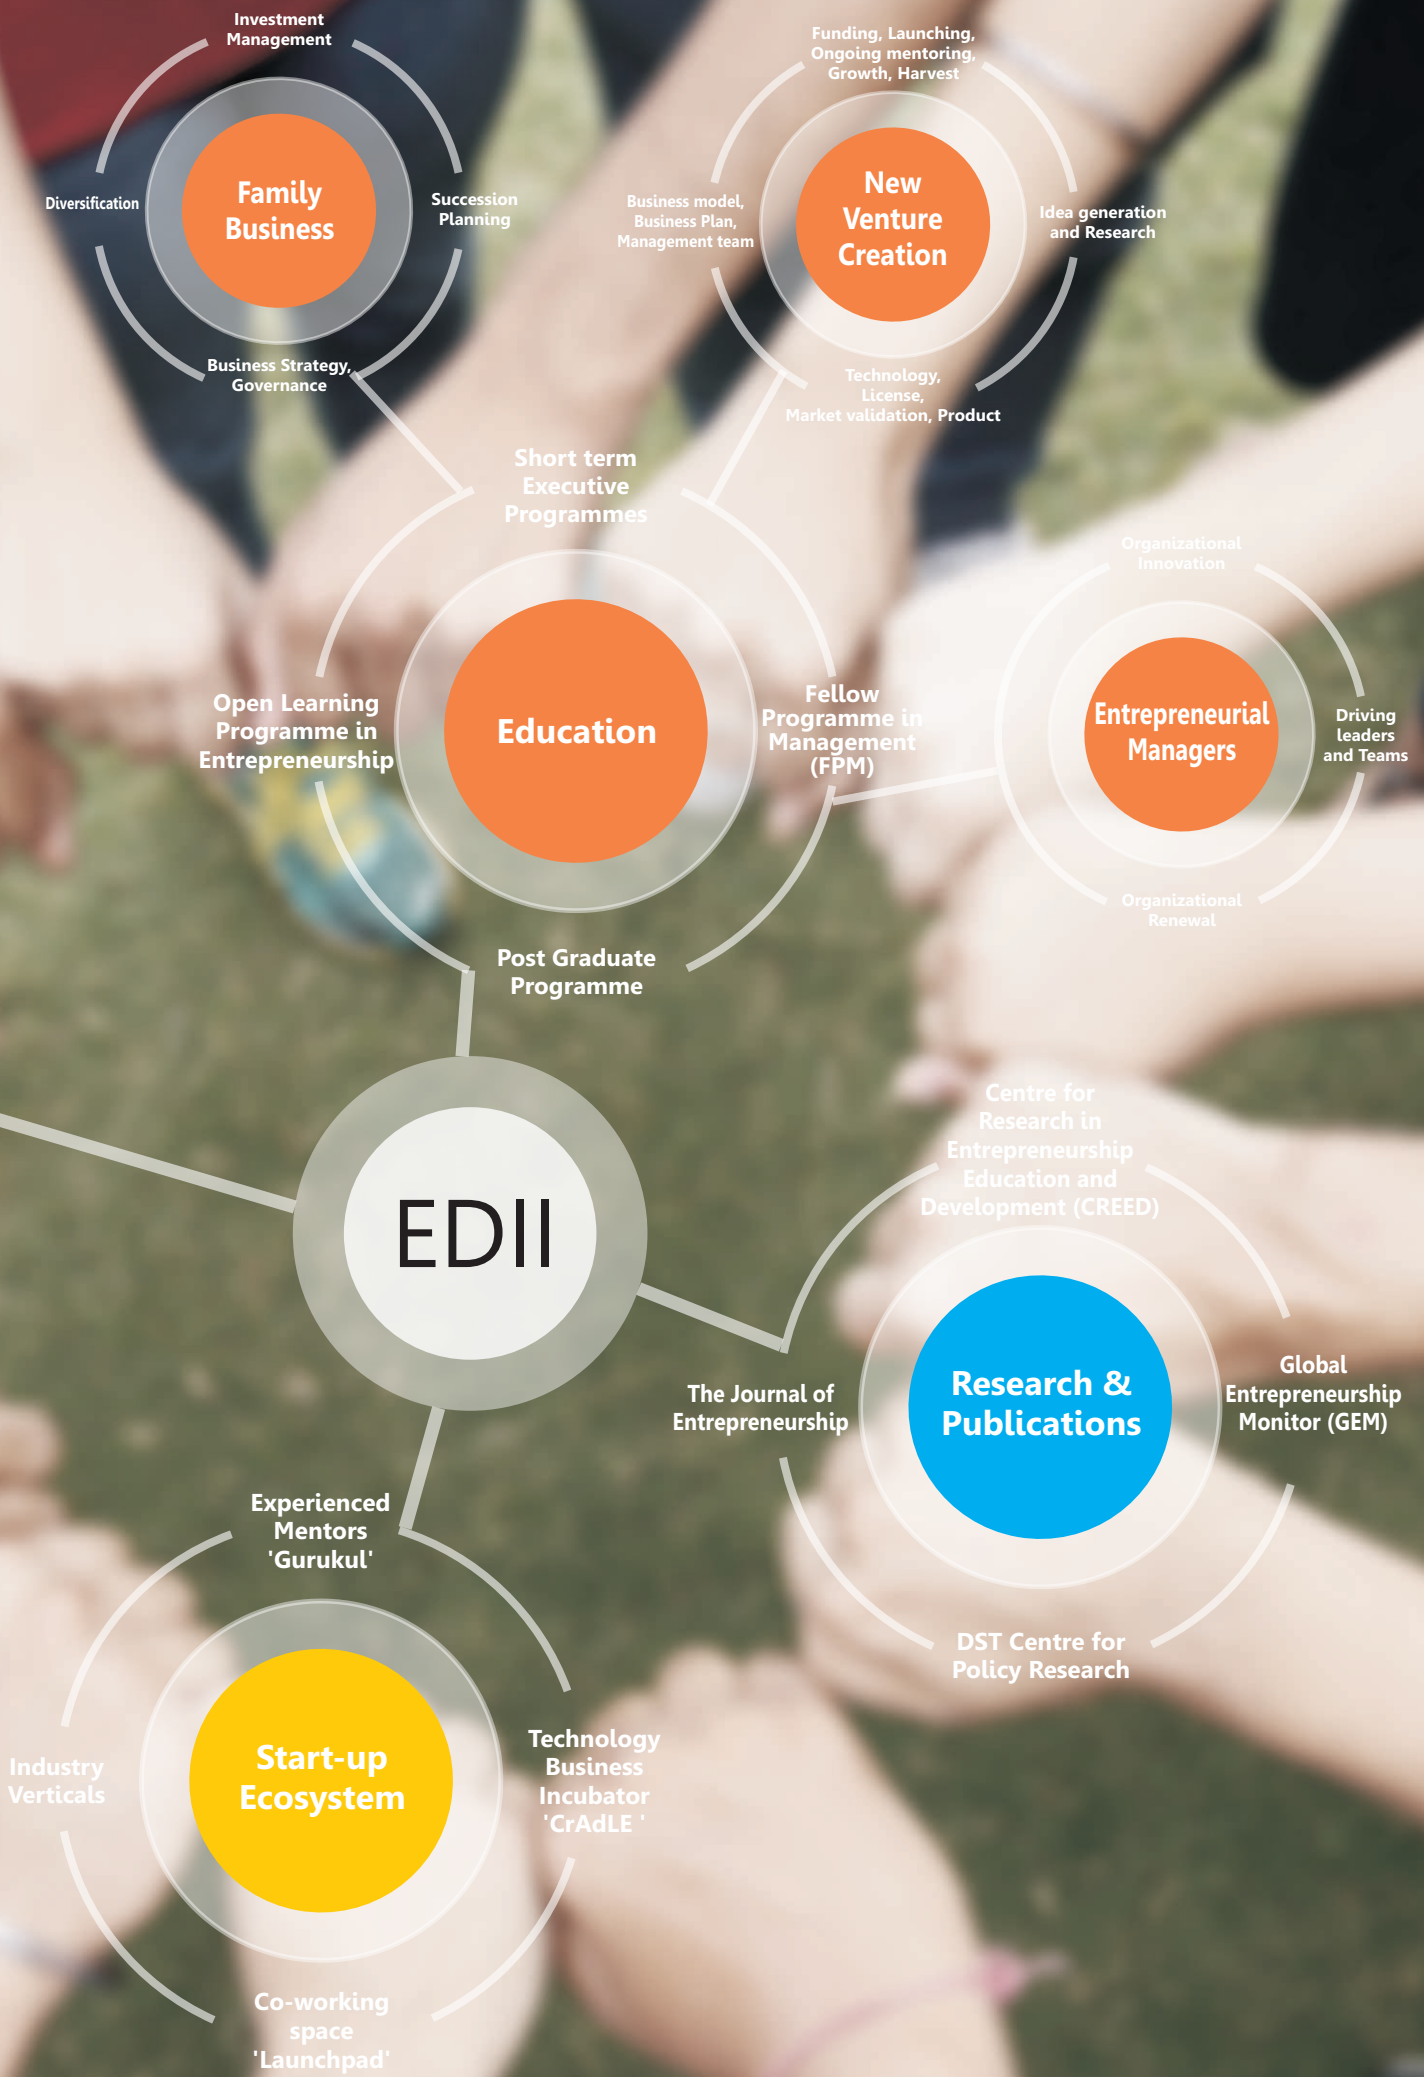 Investment
Management
Diversification
Family
Business
Succession
Planning
Business Strategy,
Governance
Funding, Launching,
Ongoing mentoring,
Growth, Harvest
Business model,
Business Plan,
Management team
New
Venture
Creation
Idea generation
and Research
Technology,
License,
Market validation, Product
Short term
Executive
Programmes
Open Learning
Programme in
Entrepreneurship
Education
Fellow
Programme in
Management
(FPM)
Post Graduate
Programme
Organizational
Innovation
Entrepreneurial
Managers
Driving
leaders
and Teams
Organizational
Renewal
EDII
Centre for
Research in
Entrepreneurship
Education and
Development (CREED)
The Journal of
Entrepreneurship
Research &
Publications
Global
Entrepreneurship
Monitor (GEM)
DST Centre for
Policy Research
Experienced
Mentors
'Gurukul'
Industry
Verticals
Start-up
Ecosystem
Technology
Business
Incubator
'CrAdLE '
Co-working
space
'Launchpad'